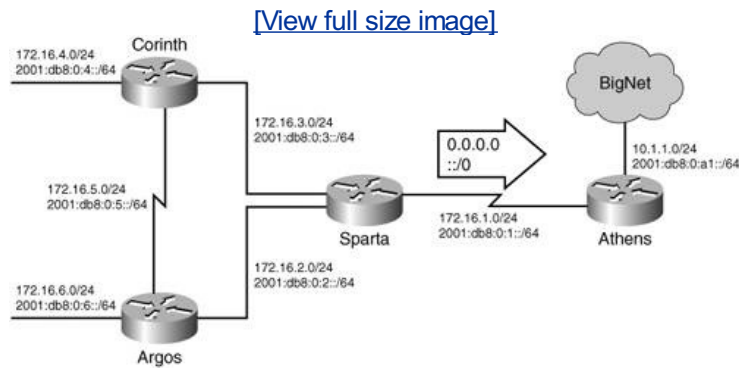 [View full size image]
Corinth
172.16.4.0/24
2001:db8:0:4::/64
BigNet
172.16.3.0/24
2001:db8:0:3::/64
0.0.0.0
::/0
10.1.1.0/24
2001:db8:0:a1::/64
172.16.5.0/24
2001:db8:0:5::/64
Sparta
172.16.1.0/24
2001:db8:0:1::/64
Athens
172.16.6.0/24
2001:db8:0:6::/64
172.16.2.0/24
2001:db8:0:2::/64
Argos